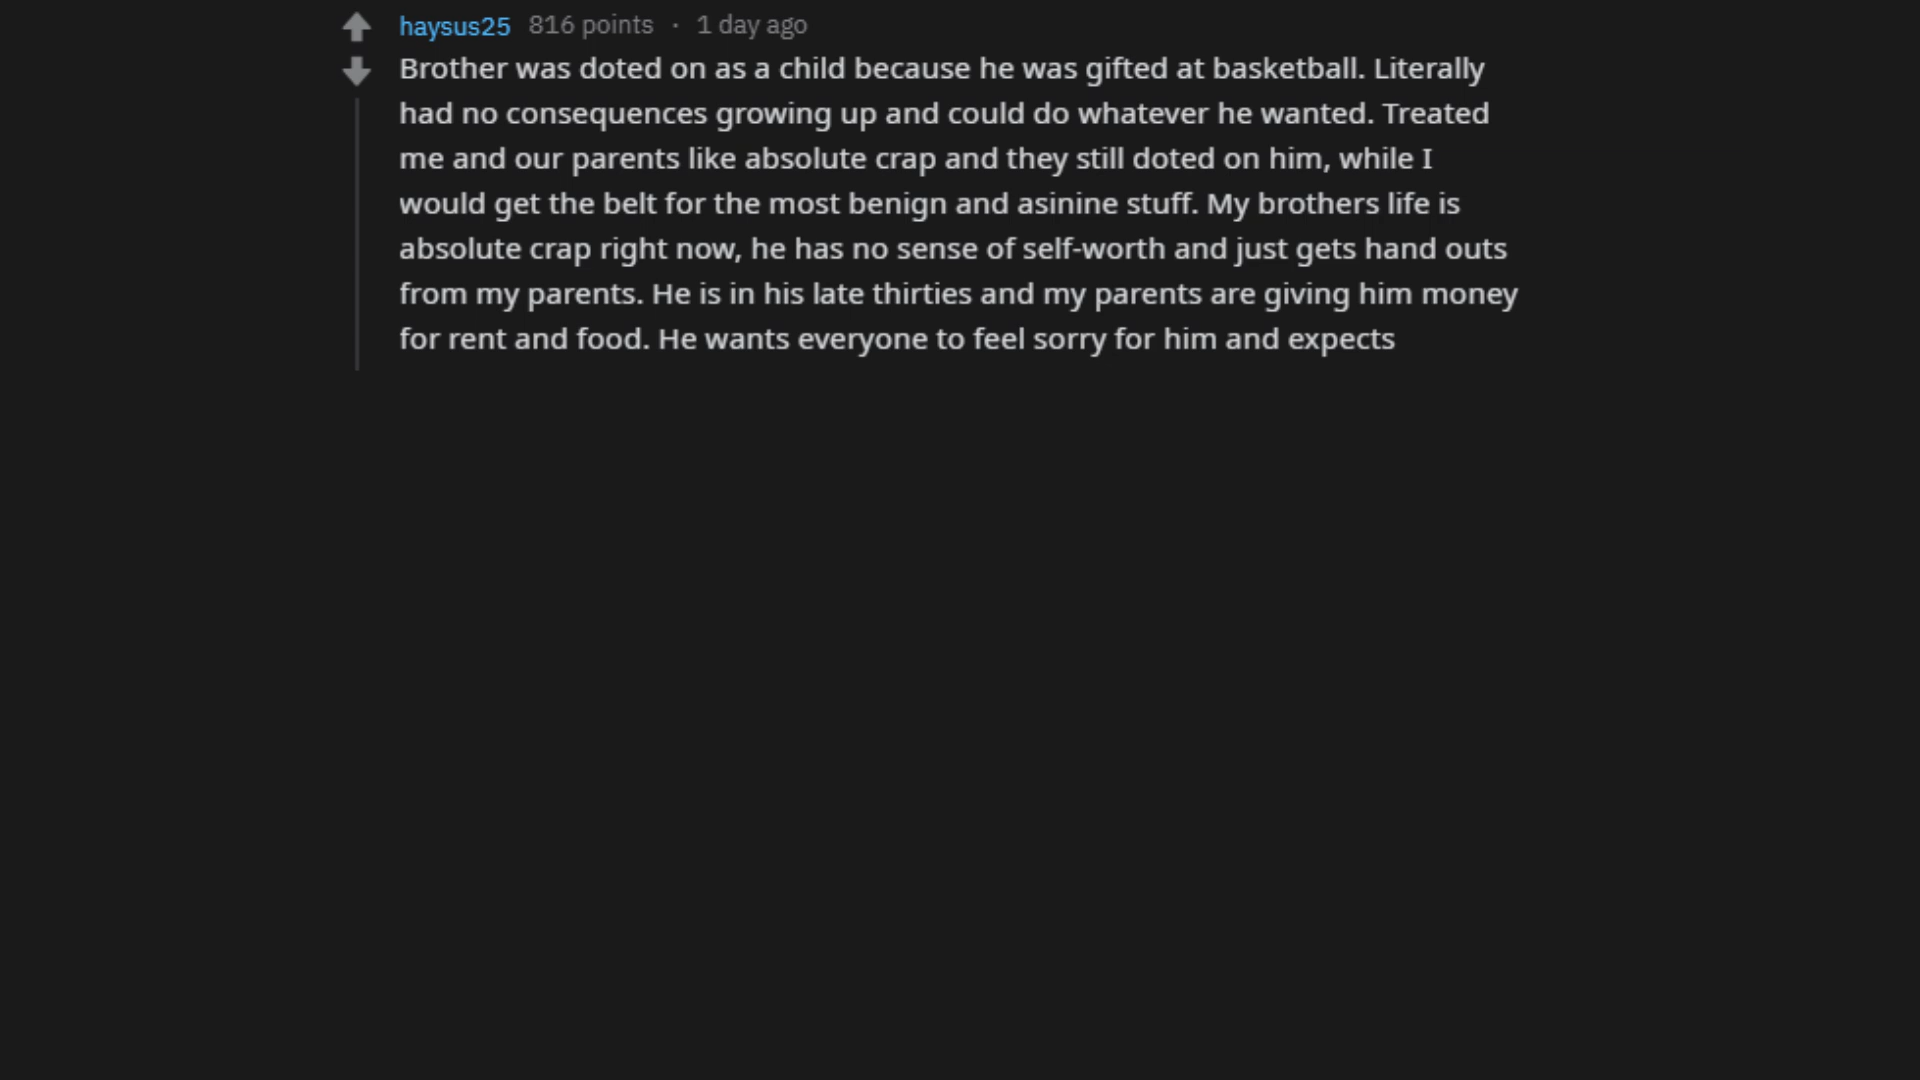 haysus25 816 points · 1 day ago
Brother was doted on as a child because he was gifted at basketball. Literally
had no consequences growing up and could do whatever he wanted. Treated
me and our parents like absolute crap and they still doted on him, while I
would get the belt for the most benign and asinine stuff. My brothers life is
absolute crap right now, he has no sense of self-worth and just gets hand outs
from my parents. He is in his late thirties and my parents are giving him money
for rent and food. He wants everyone to feel sorry for him and expects